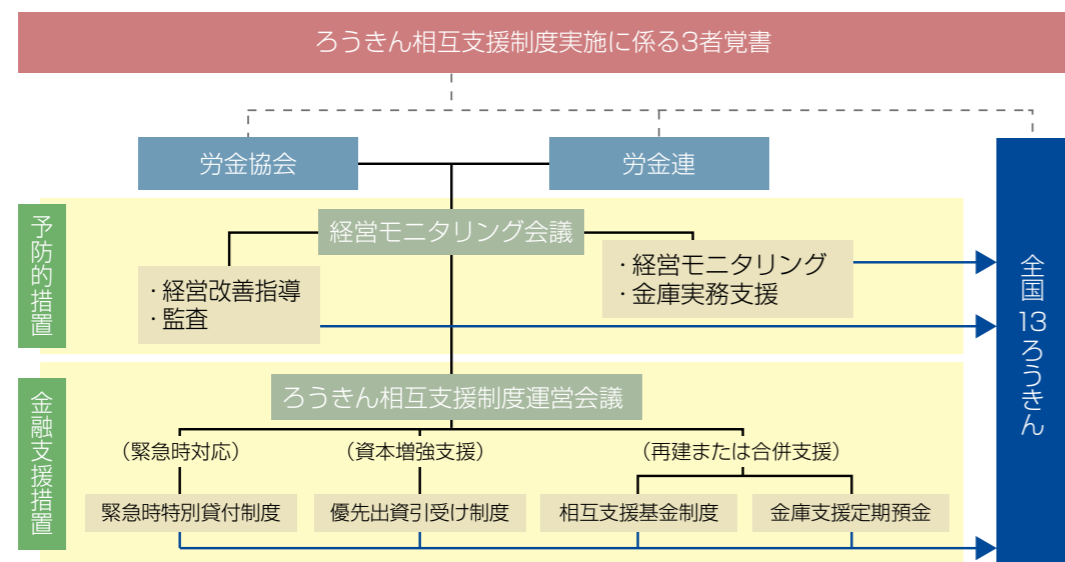 ろうきん相互支援制度実施に係る3者覚書
労金協会
労金連
予防的措置
経営モニタリング会議
・経営改善指導
・監査
・経営モニタリング
・金庫実務支援
全国13ろうきん
金融支援措置
ろうきん相互支援制度運営会議
(緊急時対応)
(資本増強支援)
(再建または合併支援)
緊急時特別貸付制度
優先出資引受け制度
相互支援基金制度
金庫支援定期預金